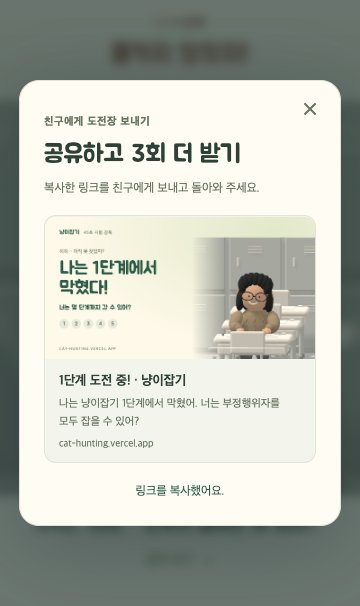 친구에게 도전장 보내기
공유하고 3회 더 받기
복사한 링크를 친구에게 보내고 돌아와 주세요.
냥이잡기
나는 1단계에서
막혔다!
너는 몇 단계까지 갈 수 있어?
1 2 3 4 5
CAT-HUNTING.VERCEL.APP
1단계 도전 중! · 냥이잡기
나는 냥이잡기 1단계에서 막혔어. 너는 부정행위자를
모두 잡을 수 있어?
cat-hunting.vercel.app
링크를 복사했어요.